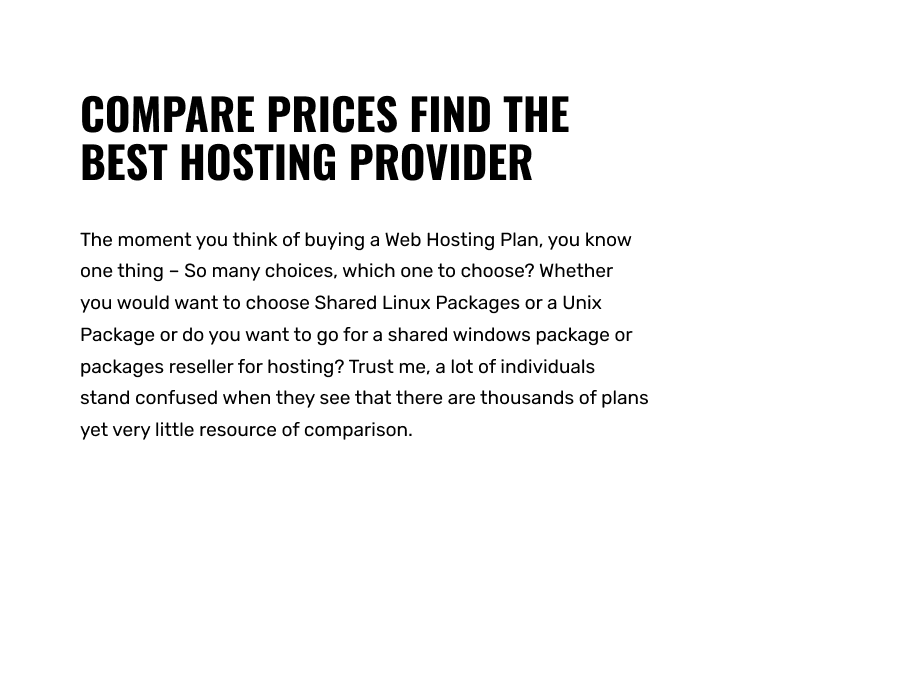 COMPARE PRICES FIND THE
BEST HOSTING PROVIDER
The moment you think of buying a Web Hosting Plan, you know
one thing – So many choices, which one to choose? Whether
you would want to choose Shared Linux Packages or a Unix
Package or do you want to go for a shared windows package or
packages reseller for hosting? Trust me, a lot of individuals
stand confused when they see that there are thousands of plans
yet very little resource of comparison.